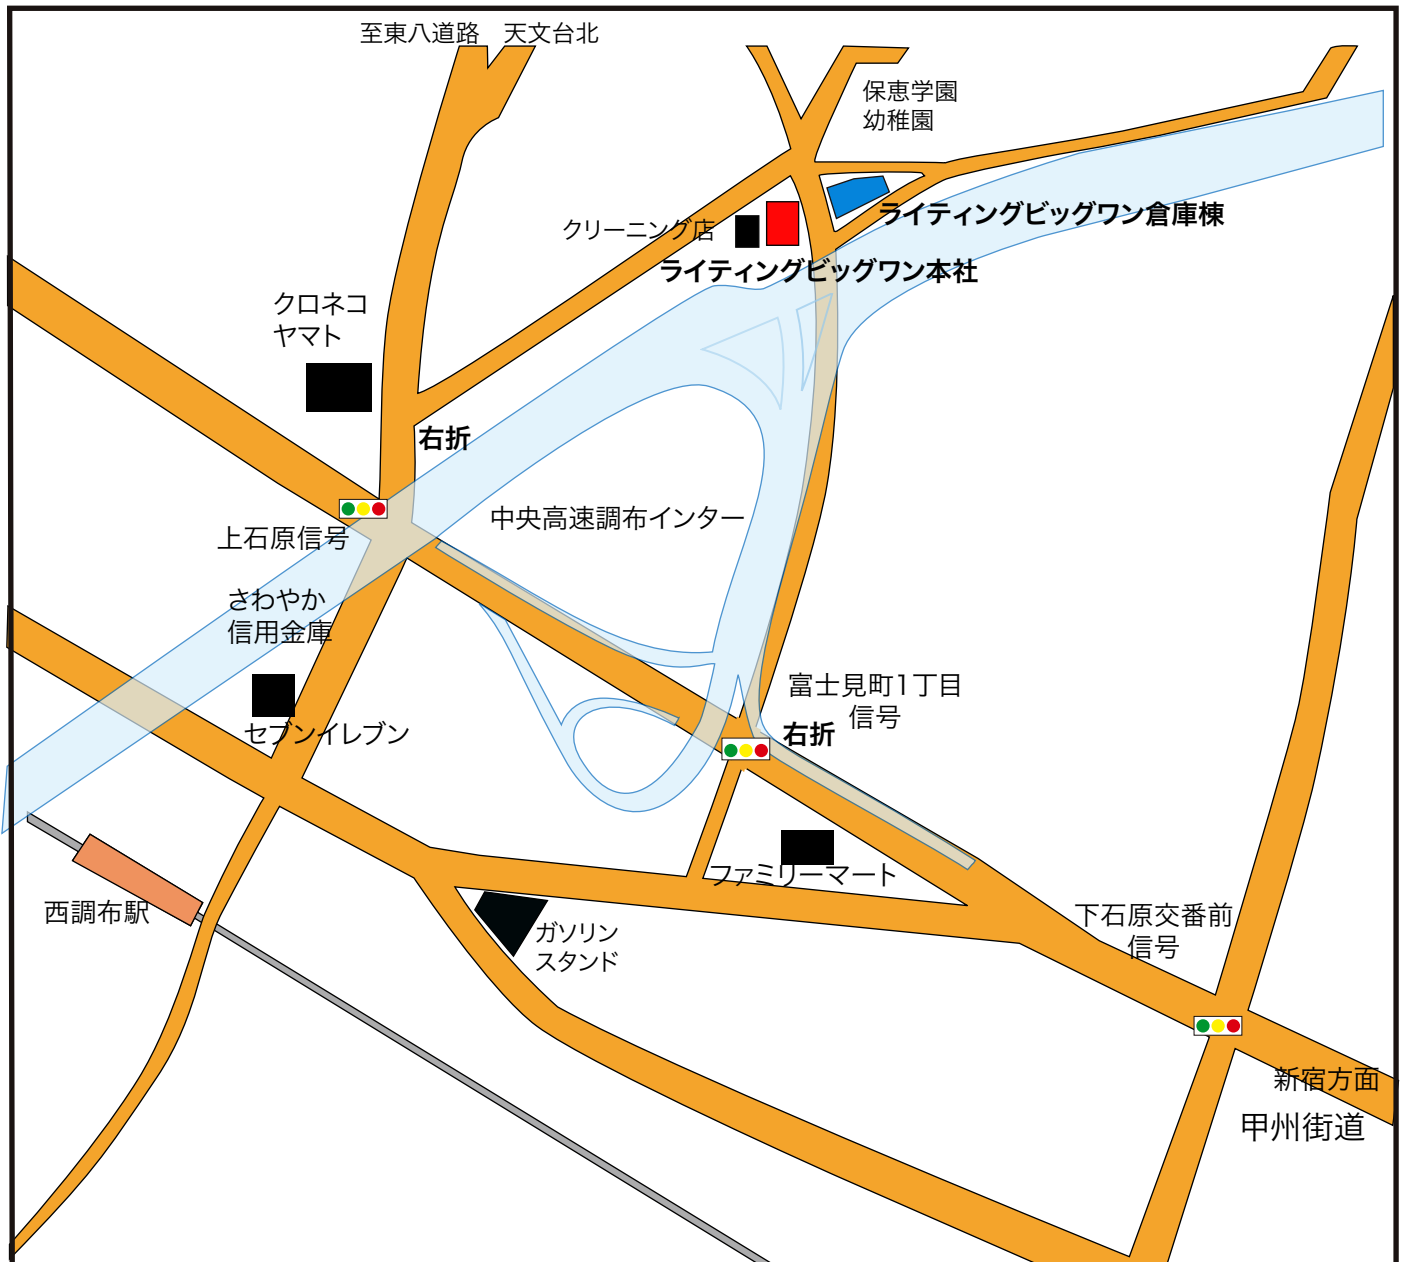 至東八道路
天文台北
保恵学園
幼稚園
ライティングビッグワン倉庫棟
クリーニング店
ライティングビッグワン本社
クロネコ
ヤマト
右折
上石原信号
中央高速調布インター
さわやか
信用金庫
セブンイレブン
富士見町1丁目
信号
右折
ファミリーマート
西調布駅
ガソリン
スタンド
下石原交番前
信号
新宿方面
甲州街道